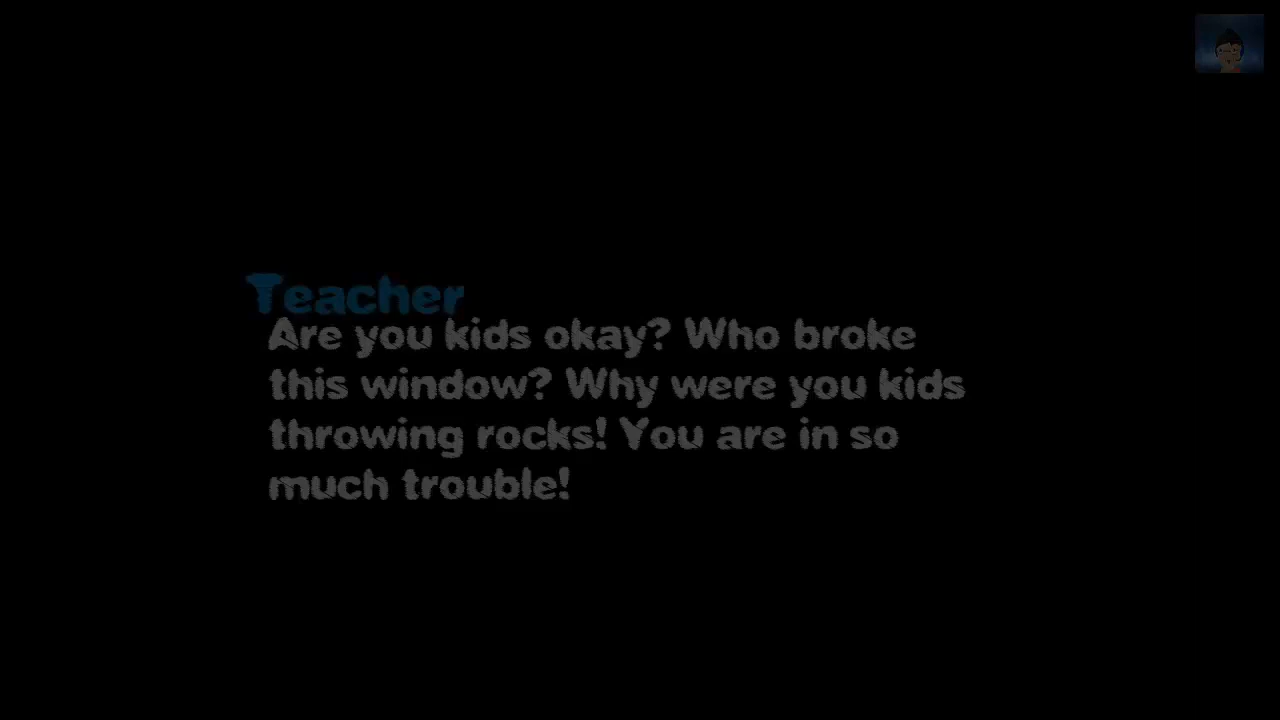 Teacher
Are you kids okay? Who broke
this window? Why were you kids
throwing rocks! You are in so
much trouble!